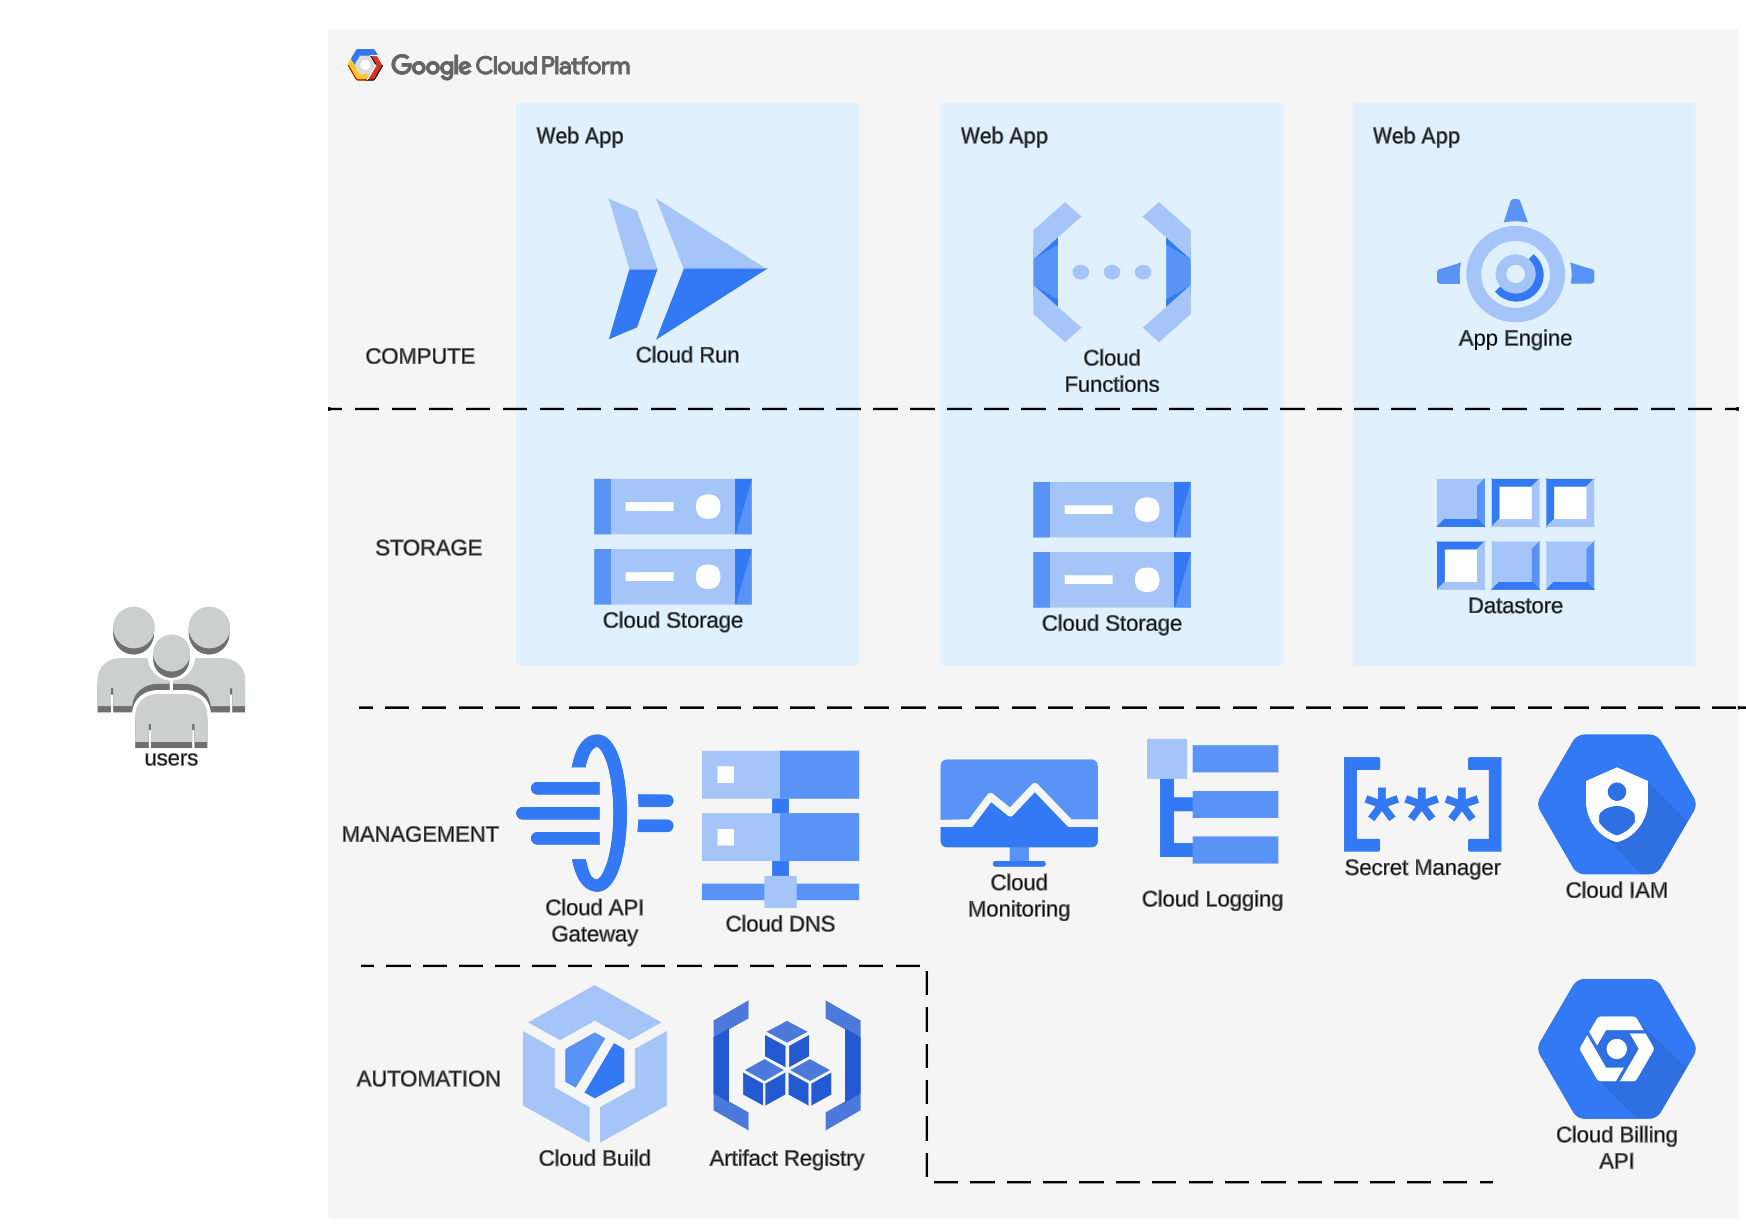 Google Cloud Platform
Web App
Web App
Web App
COMPUTE
Cloud Run
Cloud
Functions
App Engine
STORAGE
Cloud Storage
Cloud Storage
Datastore
users
MANAGEMENT
Cloud API
Gateway
Cloud DNS
Cloud
Monitoring
Cloud Logging
Secret Manager
Cloud IAM
AUTOMATION
Cloud Build
Artifact Registry
Cloud Billing
API